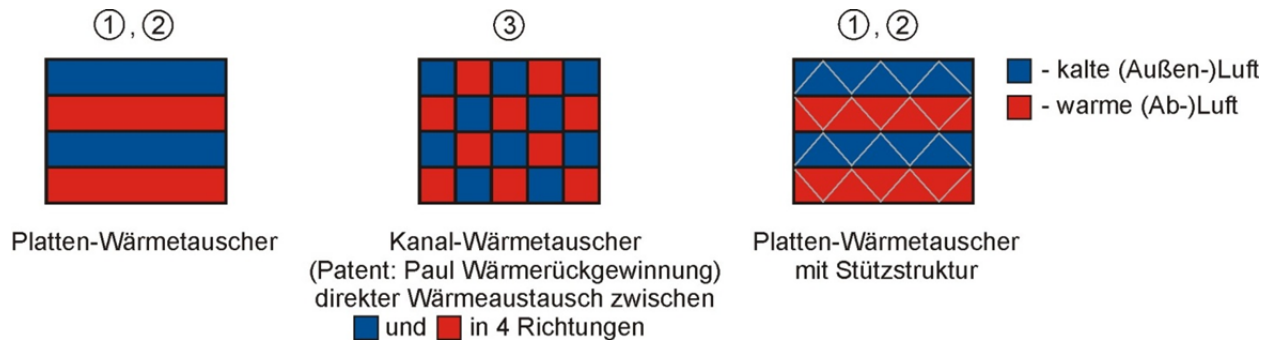 ①, ②
Platten-Wärmetauscher
③
Kanal-Wärmetauscher
(Patent: Paul Wärmerückgewinnung)
direkter Wärmeaustausch zwischen
und in 4 Richtungen
①, ②
Platten-Wärmetauscher
mit Stützstruktur
- kalte (Außen-)Luft
- warme (Ab-)Luft